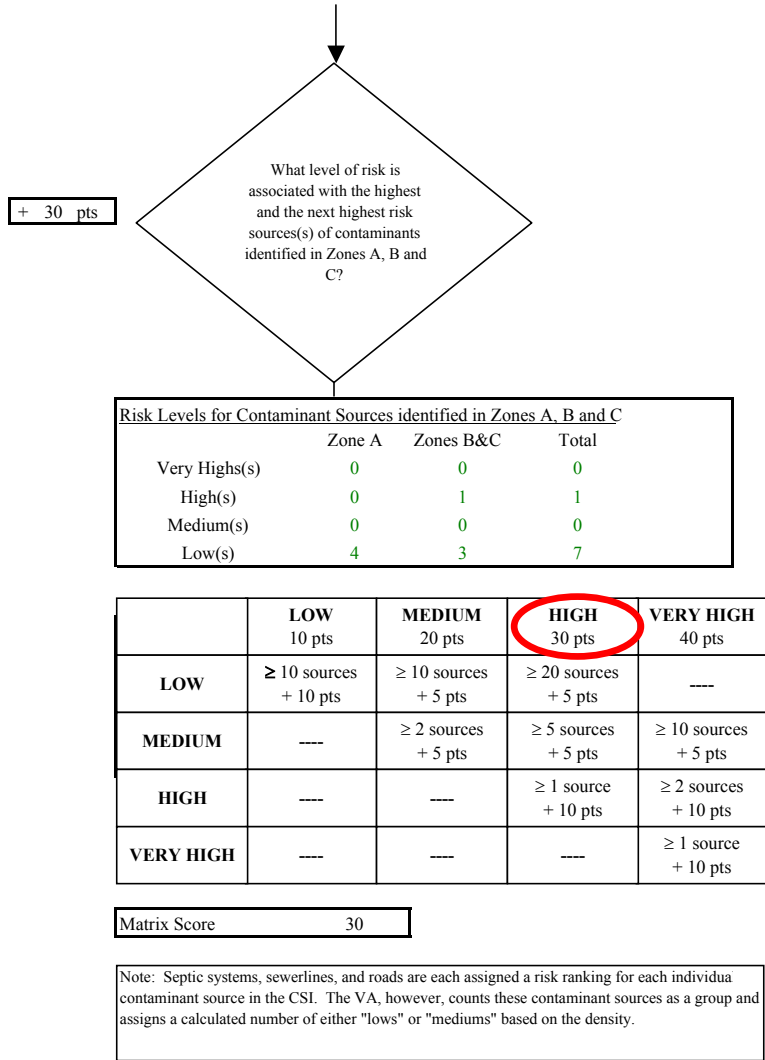 What level of risk is
associated with the highest
and the next highest risk
sources(s) of contaminants
identified in Zones A, B and
C?
+ 30 pts
Risk Levels for Contaminant Sources identified in Zones A, B and C
Zone A Zones B&C Total
Very Highs(s) 0 0 0
High(s) 0 1 1
Medium(s) 0 0 0
Low(s) 4 3 7
LOW MEDIUM HIGH VERY HIGH
10 pts 20 pts 30 pts 40 pts
LOW ≥ 10 sources + 10 pts ≥ 10 sources + 5 pts ≥ 20 sources + 5 pts ----
MEDIUM ---- ≥ 2 sources + 5 pts ≥ 5 sources + 5 pts ≥ 10 sources + 5 pts
HIGH ---- ---- ≥ 1 source + 10 pts ≥ 2 sources + 10 pts
VERY HIGH ---- ---- ---- ≥ 1 source + 10 pts
Matrix Score 30
Note: Septic systems, sewerlines, and roads are each assigned a risk ranking for each individua
contaminant source in the CSI. The VA, however, counts these contaminant sources as a group and
assigns a calculated number of either "lows" or "mediums" based on the density.